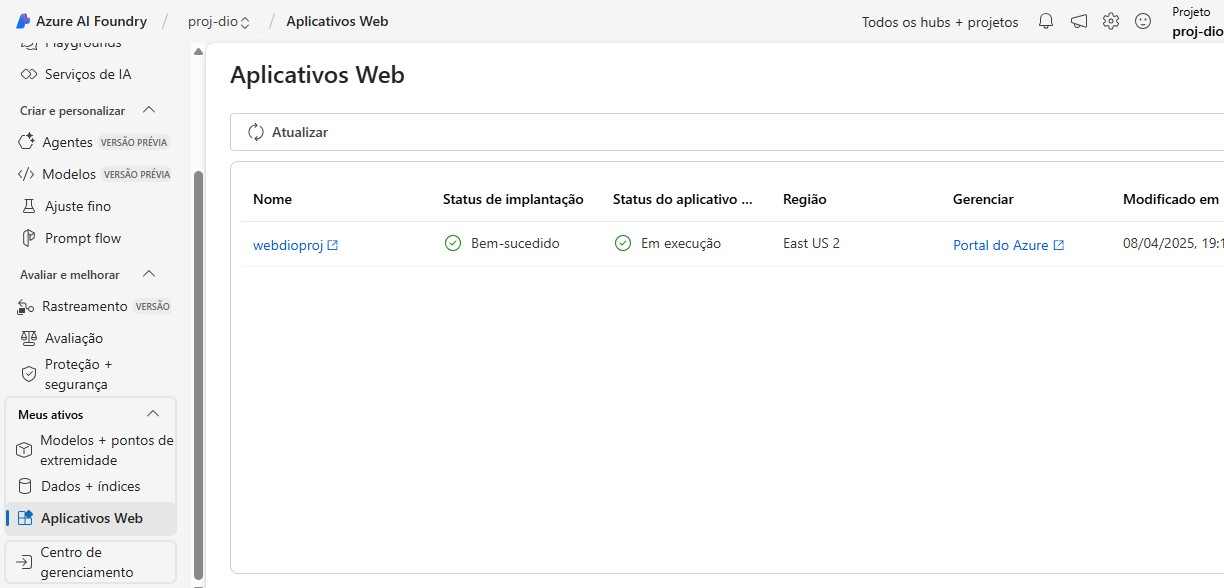 Azure AI Foundry / proj-dio / Aplicativos Web
Todos os hubs + projetos
Projeto
proj-dio
Playgrounds
Serviços de IA
Criar e personalizar
Agentes VERSÃO PRÉVIA
Modelos VERSÃO PRÉVIA
Ajuste fino
Prompt flow
Avaliar e melhorar
Rastreamento VERSÃO
Avaliação
Proteção +
segurança
Meus ativos
Modelos + pontos de
extremidade
Dados + índices
Aplicativos Web
Centro de
gerenciamento
Aplicativos Web
Atualizar
Nome Status de implantação Status do aplicativo ... Região Gerenciar Modificado em
webdioproj Bem-sucedido Em execução East US 2 Portal do Azure 08/04/2025, 19:1